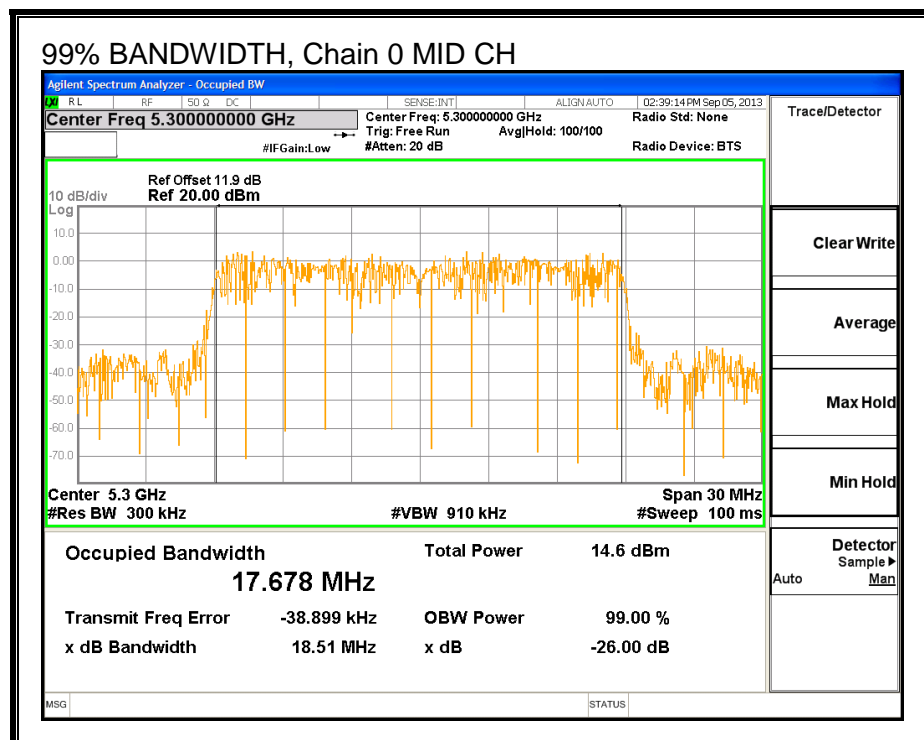 99% BANDWIDTH, Chain 0 MID CH
Agilent Spectrum Analyzer - Occupied BW
LXI RL RF 50 Ω DC SENSE:INT ALIGN AUTO 02:39:14 PM Sep 05, 2013
Center Freq 5.300000000 GHz
Center Freq: 5.300000000 GHz
Radio Std: None
Trig: Free Run Avg|Hold: 100/100
#IFGain:Low #Atten: 20 dB Radio Device: BTS
Ref Offset 11.9 dB
10 dB/div Ref 20.00 dBm
Log
10.0
0.00
-10.0
-20.0
-30.0
-40.0
-50.0
-60.0
-70.0
Center 5.3 GHz Span 30 MHz
#Res BW 300 kHz #VBW 910 kHz #Sweep 100 ms
Occupied Bandwidth Total Power 14.6 dBm
17.678 MHz
Transmit Freq Error -38.899 kHz OBW Power 99.00 %
x dB Bandwidth 18.51 MHz x dB -26.00 dB
MSG STATUS
Trace/Detector
Clear Write
Average
Max Hold
Min Hold
Detector
Sample
Auto Man